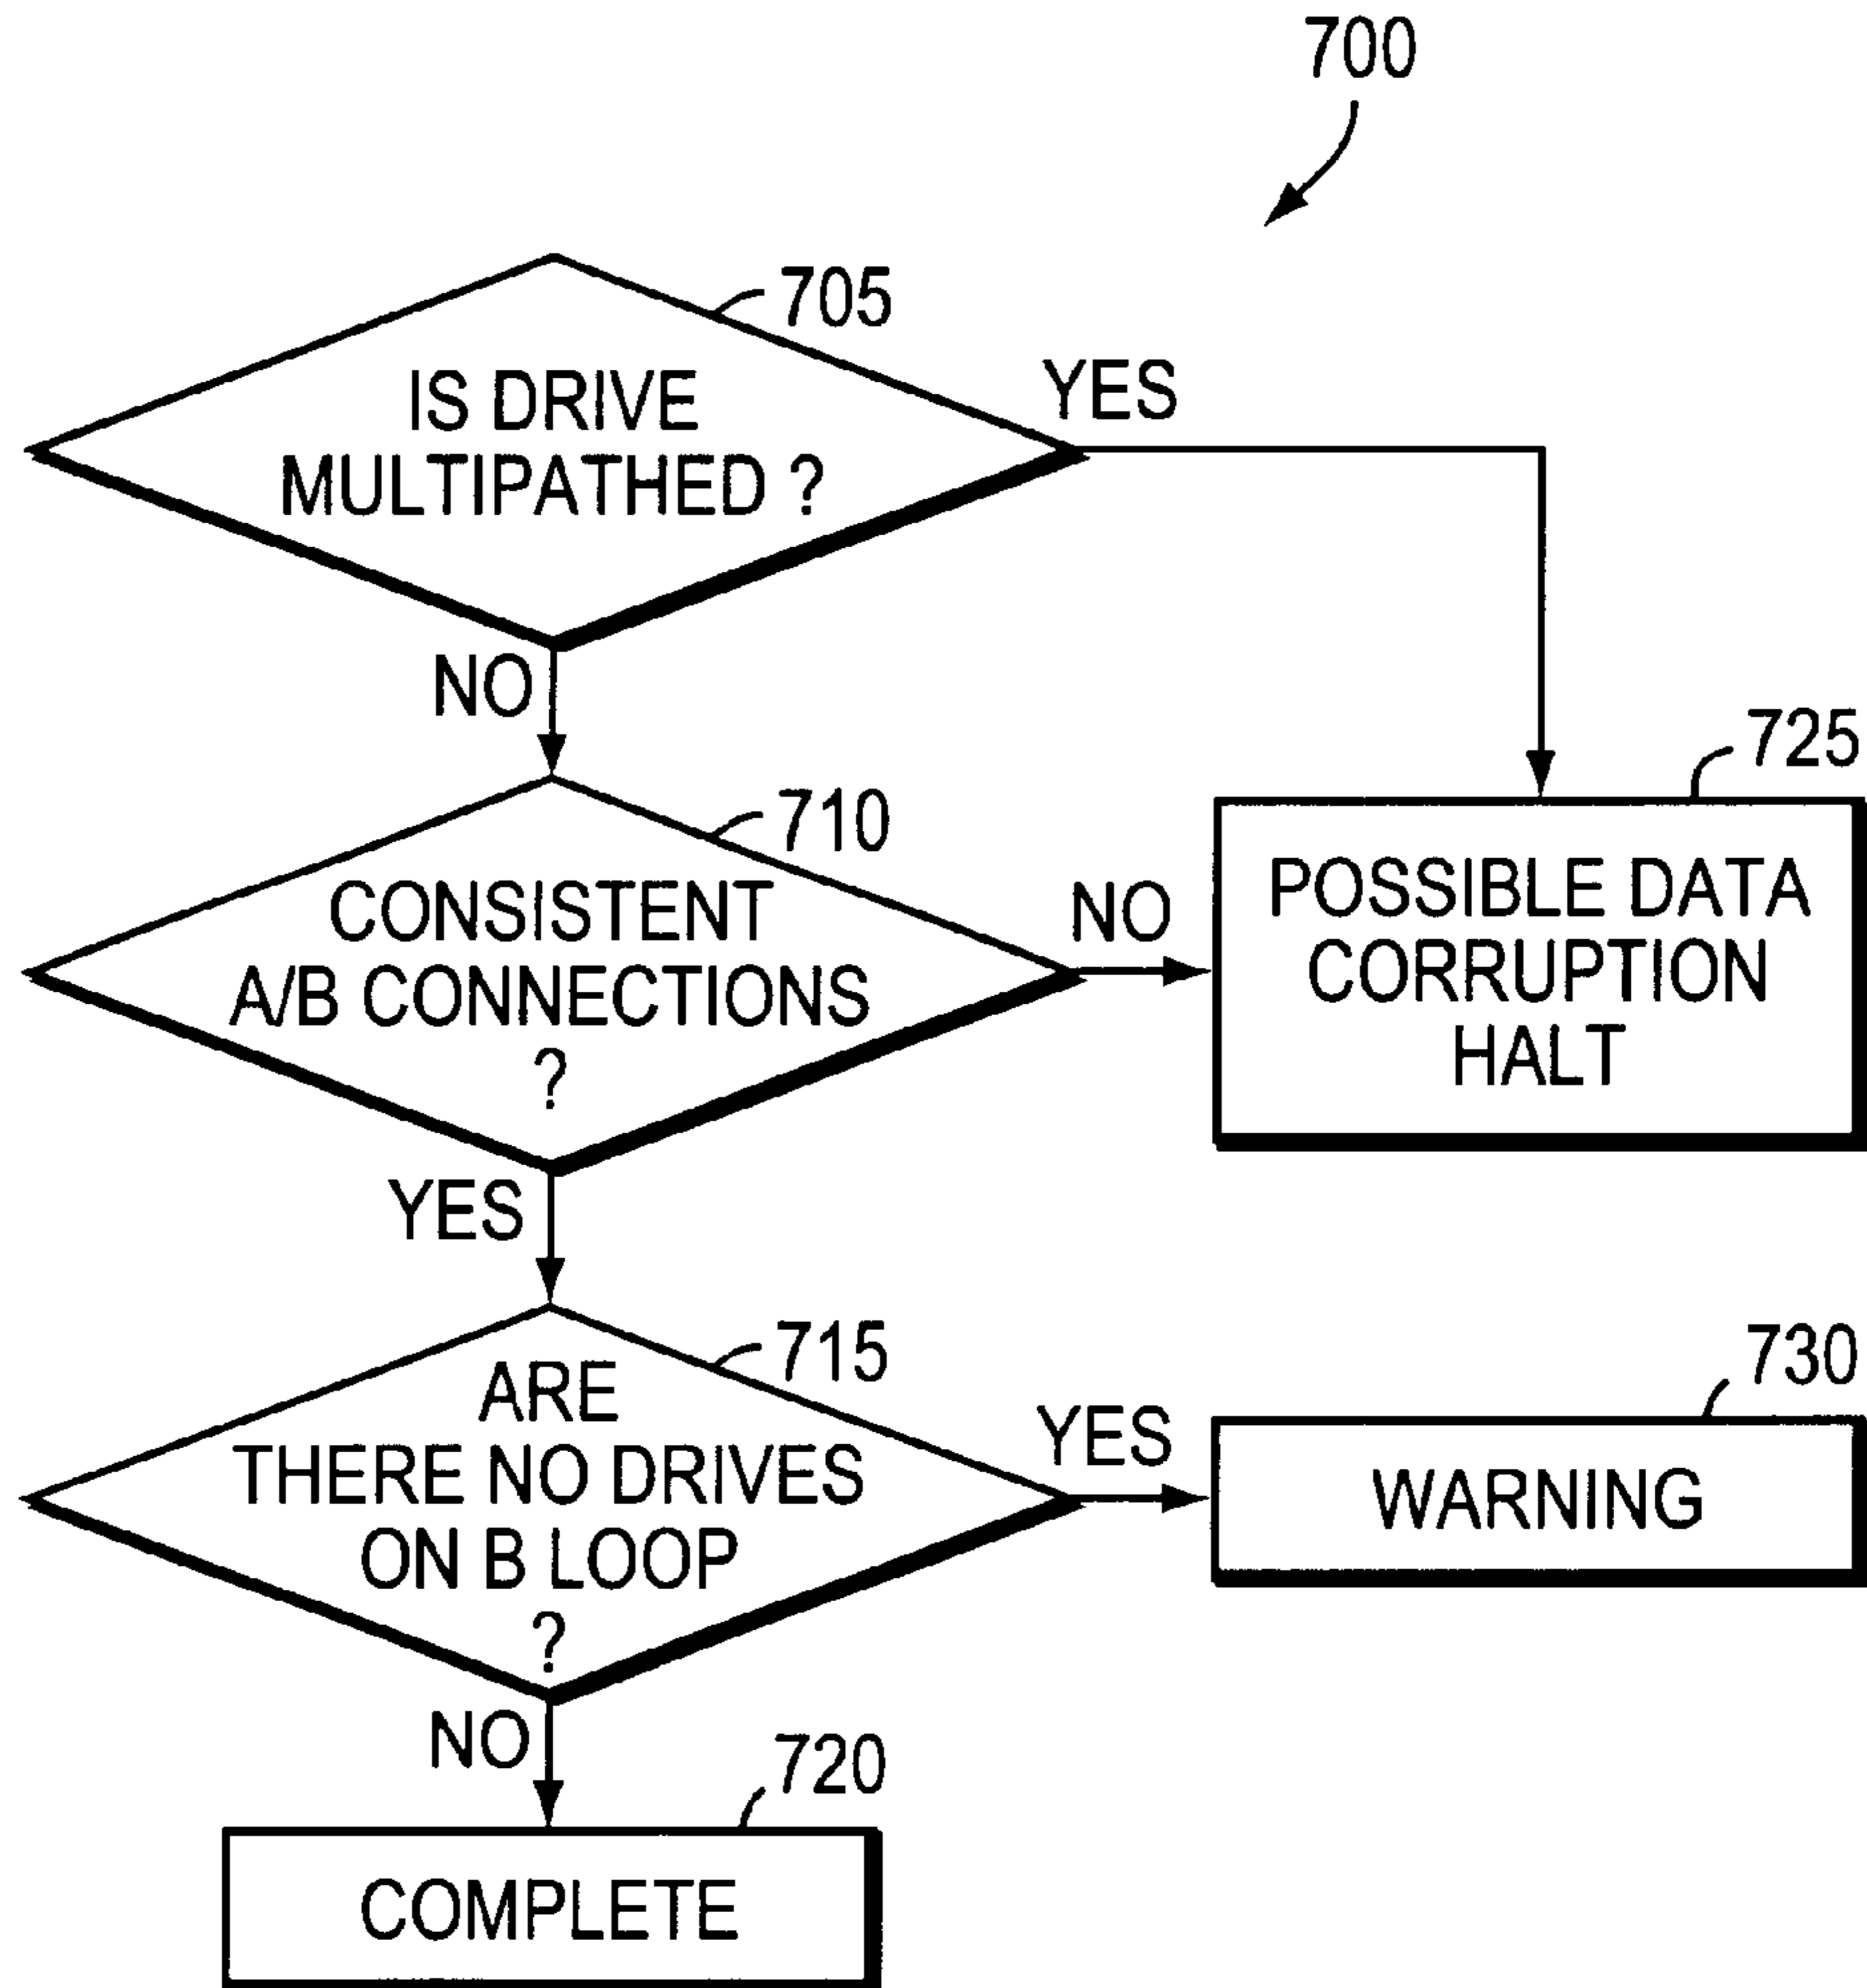 700
705
IS DRIVE
MULTIPATHED ?
YES
NO
725
710
CONSISTENT
A/B CONNECTIONS
?
NO
POSSIBLE DATA
CORRUPTION
HALT
YES
715
ARE
THERE NO DRIVES
ON B LOOP
?
YES
730
WARNING
NO
720
COMPLETE